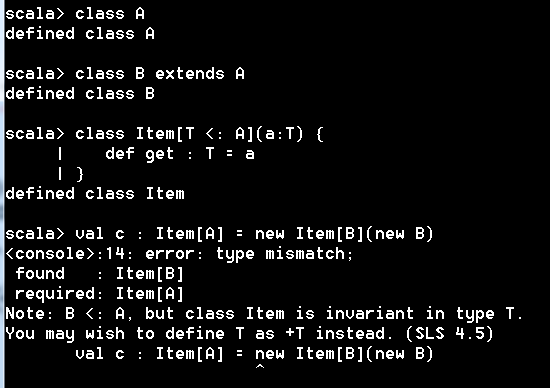 scala> class A
defined class A
scala> class B extends A
defined class B
scala> class Item[T <: A](a:T) {
     |    def get : T = a
     | }
defined class Item
scala> val c : Item[A] = new Item[B](new B)
<console>:14: error: type mismatch;
 found   : Item[B]
 required: Item[A]
Note: B <: A, but class Item is invariant in type T.
You may wish to define T as +T instead. (SLS 4.5)
       val c : Item[A] = new Item[B](new B)
                         ^